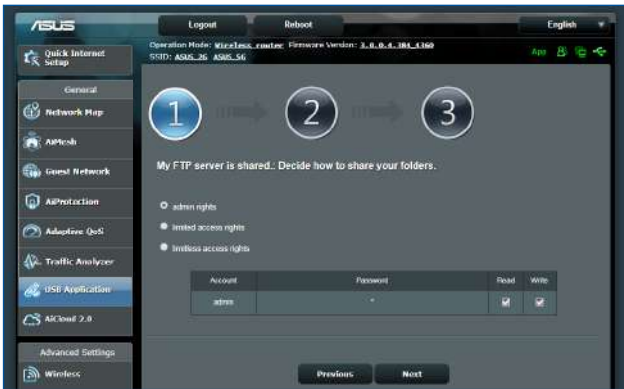 ASUS
Logout
Reboot
English
Quick Internet Setup
Operation Mode: Wireless router Firmware Version: 3.0.0.4.384_4360
SSID: ASUS_2G ASUS_5G
App
General
Network Map
AiMesh
Guest Network
AiProtection
Adaptive QoS
Traffic Analyzer
USB Application
AiCloud 2.0
Advanced Settings
Wireless
1
2
3
My FTP server is shared.: Decide how to share your folders.
admin rights
limited access rights
limitless access rights
Account Password Read Write
admin *
Previous Next